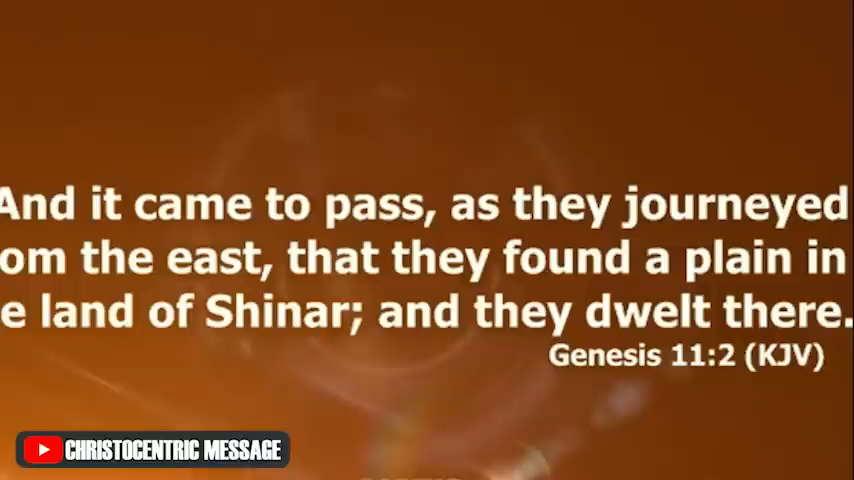 And it came to pass, as they journeyed
om the east, that they found a plain in
e land of Shinar; and they dwelt there.
Genesis 11:2 (KJV)
CHRISTOCENTRIC MESSAGE